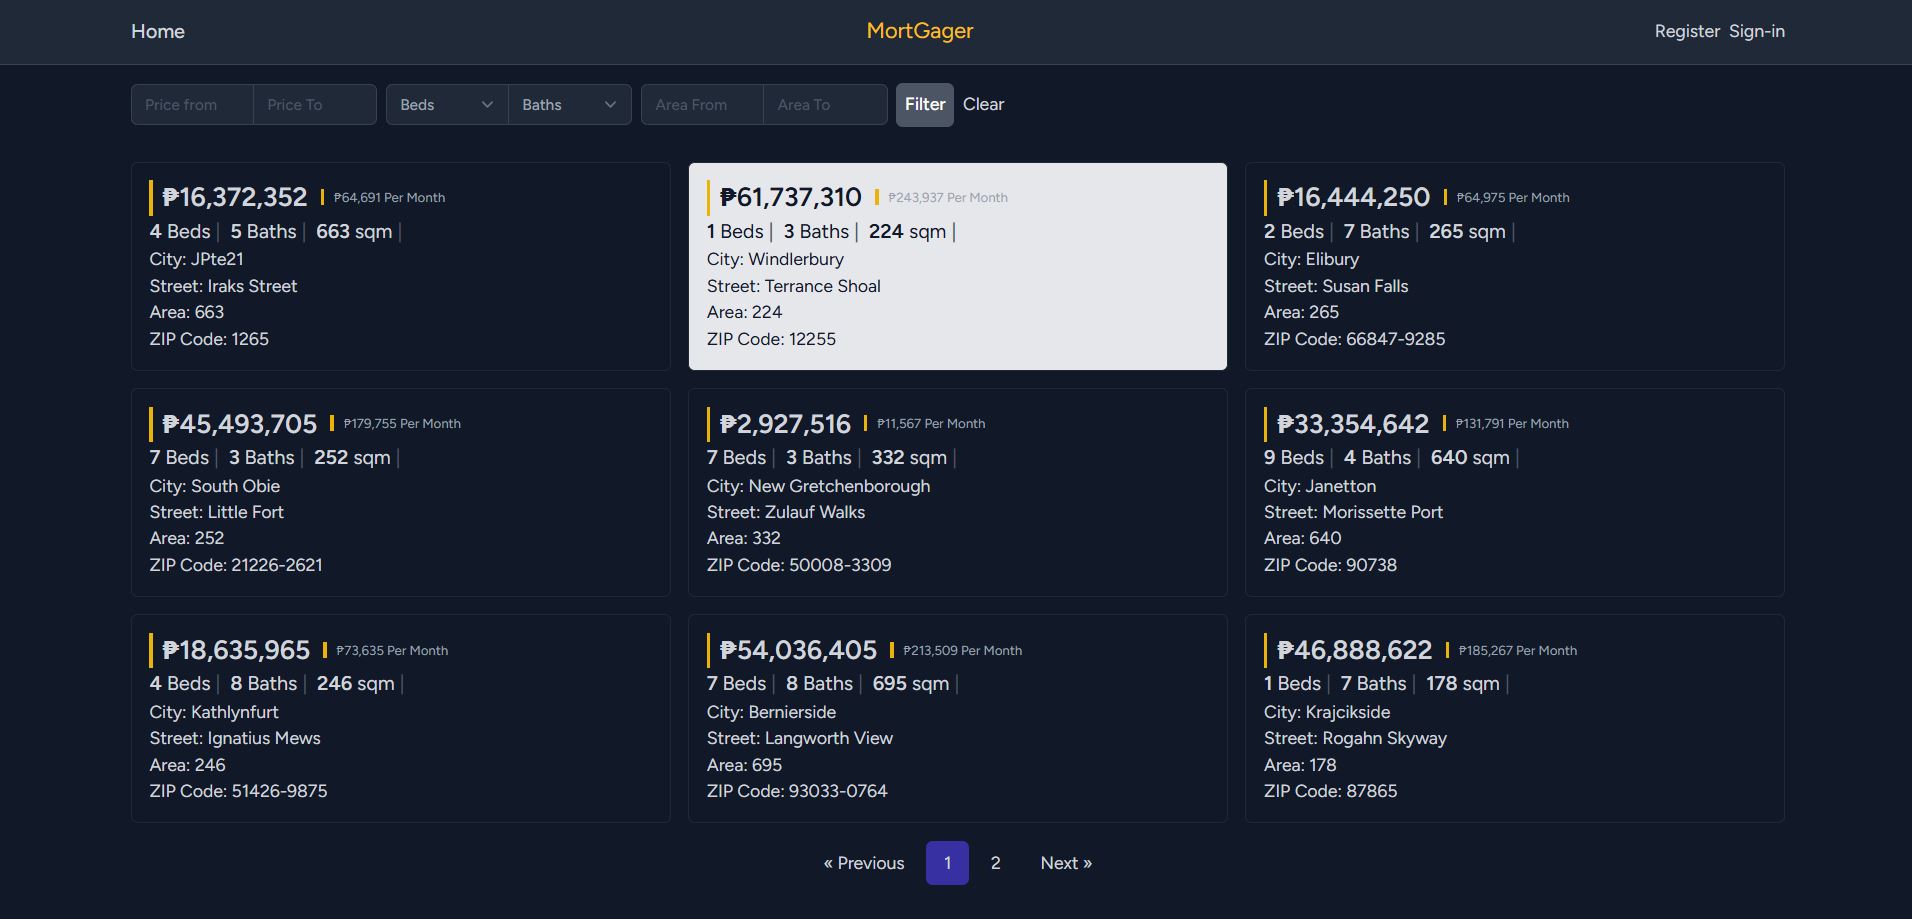 Home MortGager Register Sign-in
Price from Price To Beds Baths Area From Area To Filter Clear
₱16,372,352 ₱64,691 Per Month
4 Beds | 5 Baths | 663 sqm |
City: JPte21
Street: Iraks Street
Area: 663
ZIP Code: 1265
₱61,737,310 ₱243,937 Per Month
1 Beds | 3 Baths | 224 sqm |
City: Windlerbury
Street: Terrance Shoal
Area: 224
ZIP Code: 12255
₱16,444,250 ₱64,975 Per Month
2 Beds | 7 Baths | 265 sqm |
City: Elibury
Street: Susan Falls
Area: 265
ZIP Code: 66847-9285
₱45,493,705 ₱179,755 Per Month
7 Beds | 3 Baths | 252 sqm |
City: South Obie
Street: Little Fort
Area: 252
ZIP Code: 21226-2621
₱2,927,516 ₱11,567 Per Month
7 Beds | 3 Baths | 332 sqm |
City: New Gretchenborough
Street: Zulauf Walks
Area: 332
ZIP Code: 50008-3309
₱33,354,642 ₱131,791 Per Month
9 Beds | 4 Baths | 640 sqm |
City: Janetton
Street: Morissette Port
Area: 640
ZIP Code: 90738
₱18,635,965 ₱73,635 Per Month
4 Beds | 8 Baths | 246 sqm |
City: Kathlynfurt
Street: Ignatius Mews
Area: 246
ZIP Code: 51426-9875
₱54,036,405 ₱213,509 Per Month
7 Beds | 8 Baths | 695 sqm |
City: Bernierside
Street: Langworth View
Area: 695
ZIP Code: 93033-0764
₱46,888,622 ₱185,267 Per Month
1 Beds | 7 Baths | 178 sqm |
City: Krajcikside
Street: Rogahn Skyway
Area: 178
ZIP Code: 87865
« Previous 1 2 Next »